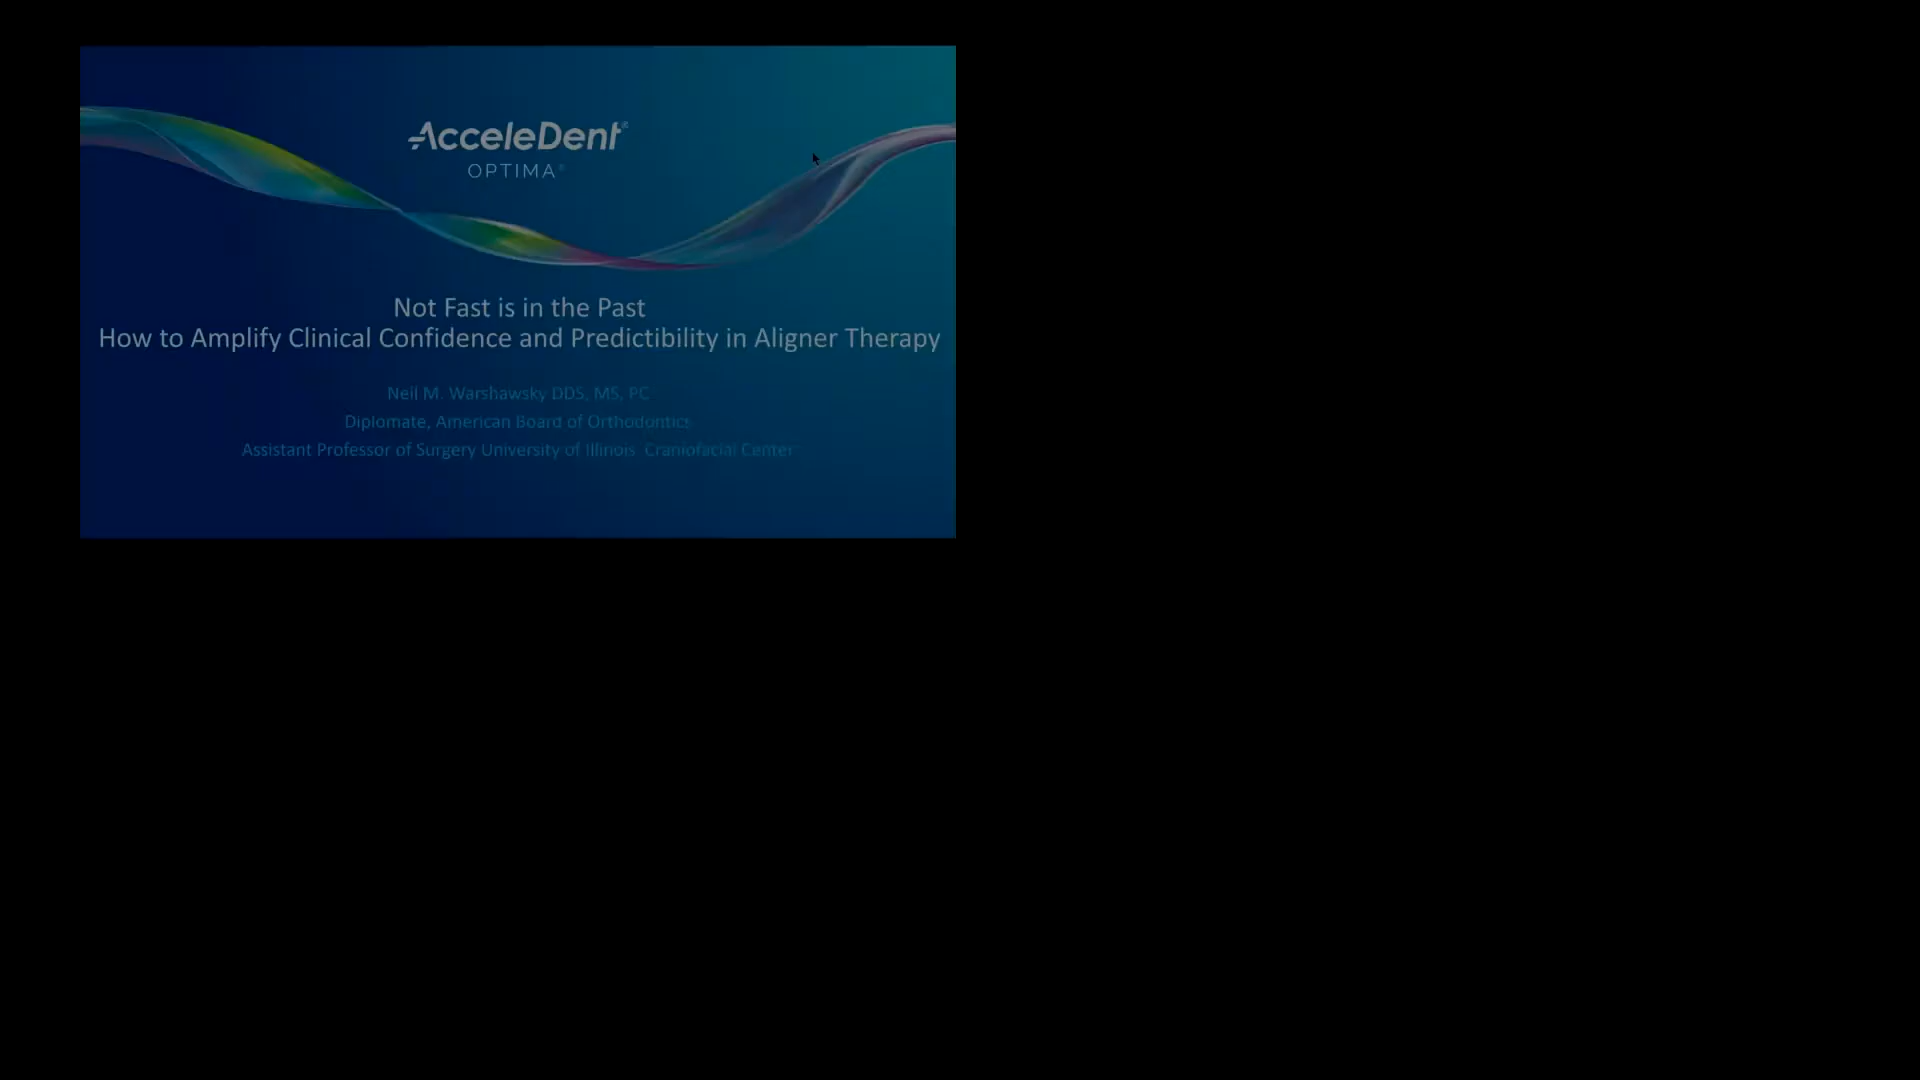 AcceleDent®
OPTIMA®
Not Fast is in the Past
How to Amplify Clinical Confidence and Predictibility in Aligner Therapy
Neil M. Warshawsky DDS, MS, PC
Diplomate, American Board of Orthodontics
Assistant Professor of Surgery University of Illinois Craniofacial Center